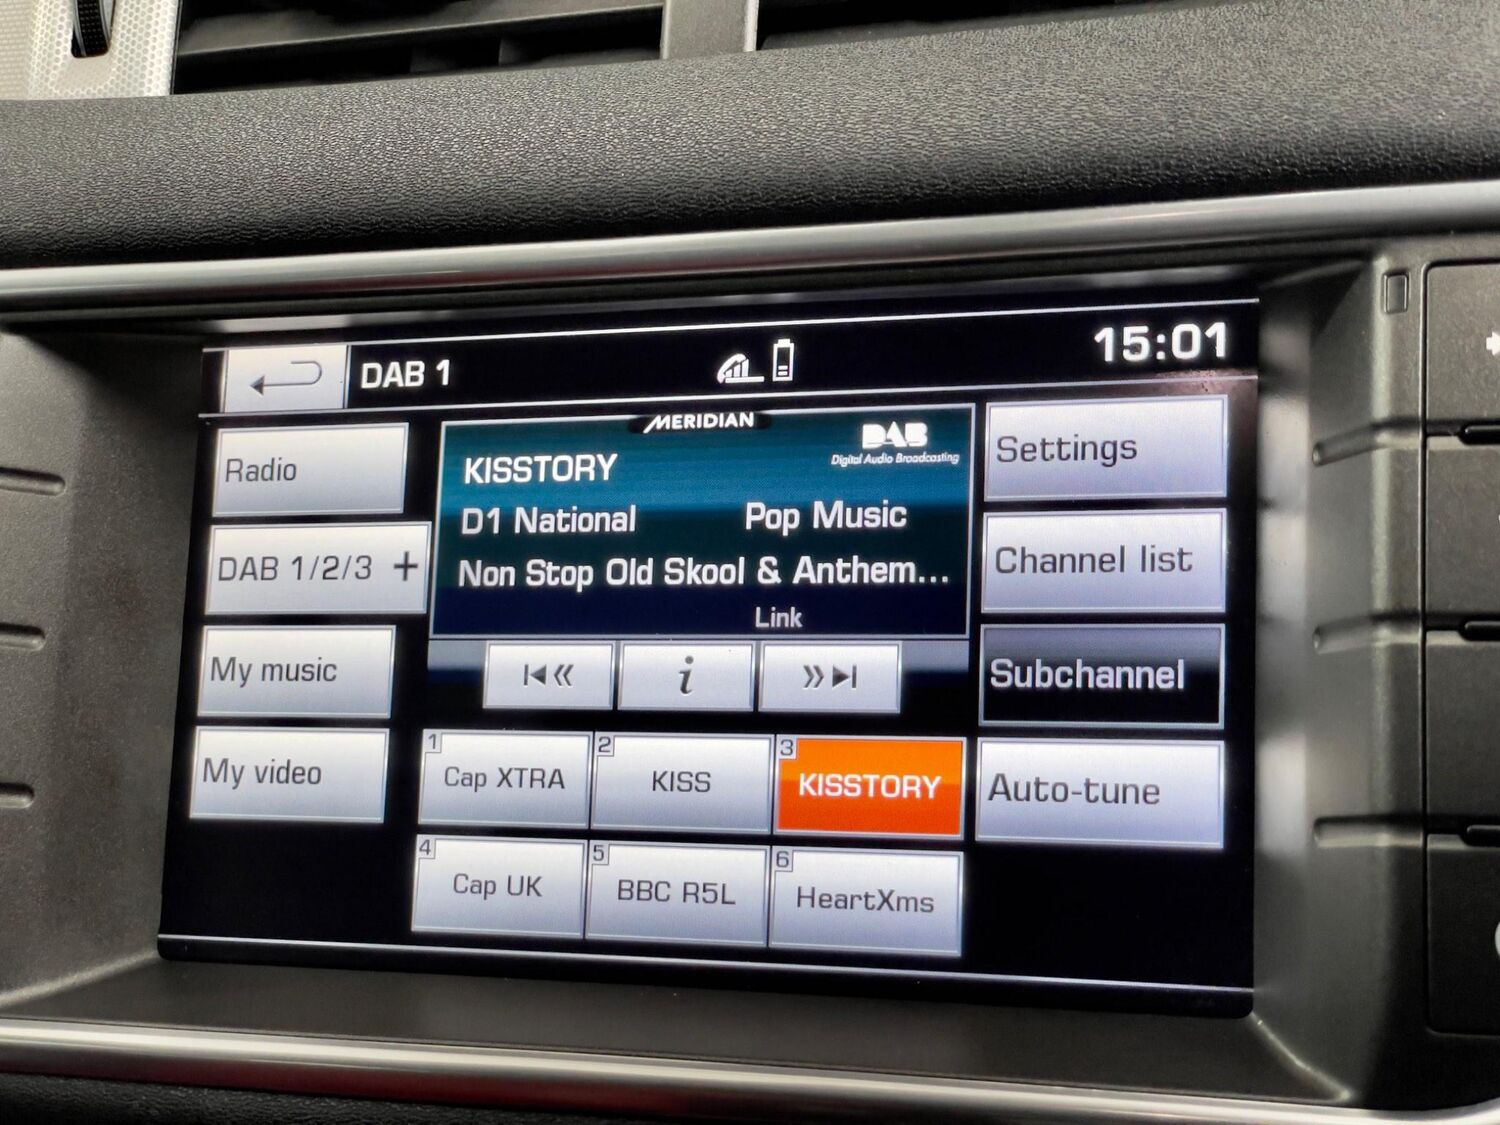 DAB 1
15:01
MERIDIAN
DAB
Digital Audio Broadcasting
KISSTORY
D1 National
Pop Music
Non Stop Old Skool & Anthem...
Link
Radio
DAB 1/2/3 +
My music
My video
Settings
Channel list
Subchannel
Auto-tune
i
1 Cap XTRA
2 KISS
3 KISSTORY
4 Cap UK
5 BBC R5L
6 HeartXms